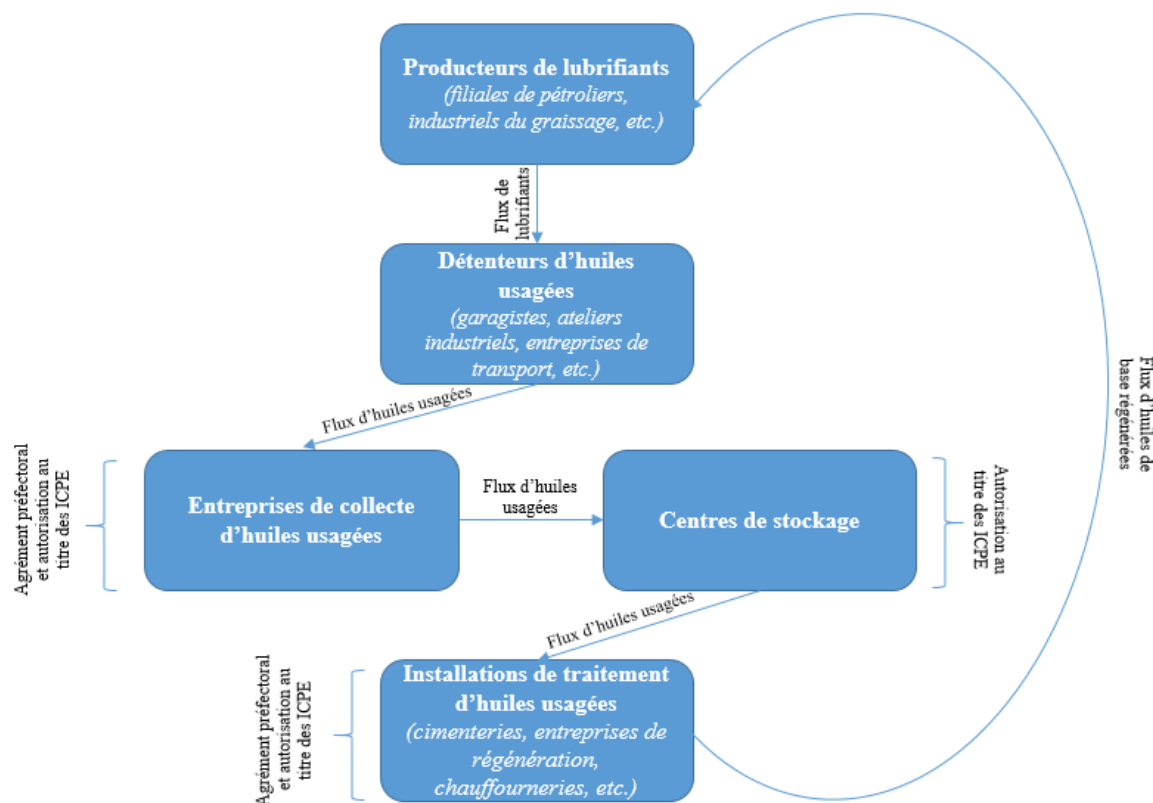 Producteurs de lubrifiants
(filiales de pétroliers,
industriels du graissage, etc.)
Flux de
lubrifiants
Détenteurs d’huiles
usagées
(garagistes, ateliers
industriels, entreprises de
transport, etc.)
Flux d’huiles usagées
Flux d’huiles de
base régénérées
Agrément préfectoral
et autorisation au
titre des ICPE
Entreprises de collecte
d’huiles usagées
Flux d’huiles
usagées
Centres de stockage
Autorisation au
titre des ICPE
Flux d’huiles usagées
Agrément préfectoral
et autorisation au
titre des ICPE
Installations de traitement
d’huiles usagées
(cimenteries, entreprises de
régénération,
chauffourneries, etc.)